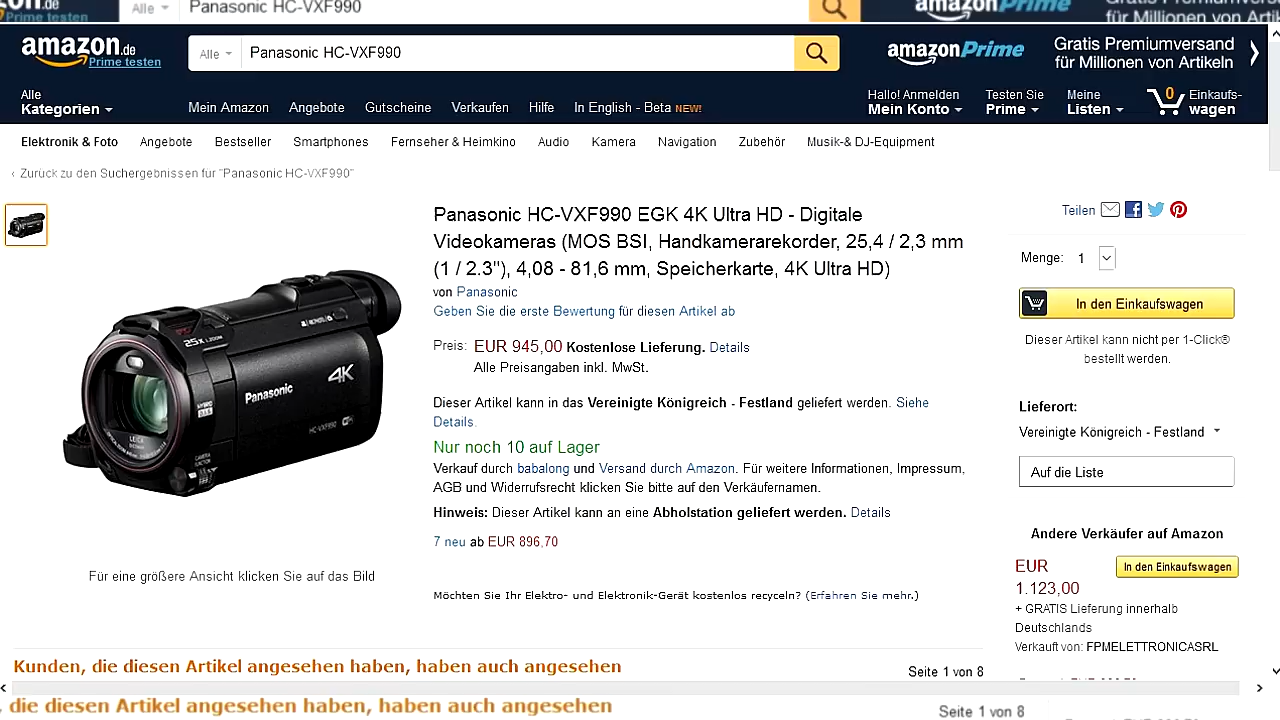 Alle
Panasonic HC-VXF990
Prime testen
für Millionen von Artikeln
amazon.de
Prime testen
Alle
Panasonic HC-VXF990
amazonPrime
Gratis Premiumversand
für Millionen von Artikeln
Alle
Kategorien
Mein Amazon
Angebote
Gutscheine
Verkaufen
Hilfe
In English - Beta NEW!
Hallo! Anmelden
Mein Konto
Testen Sie
Prime
Meine
Listen
0
Einkaufs-
wagen
Elektronik & Foto
Angebote
Bestseller
Smartphones
Fernseher & Heimkino
Audio
Kamera
Navigation
Zubehör
Musik-& DJ-Equipment
‹ Zurück zu den Suchergebnissen für "Panasonic HC-VXF990"
25x
Panasonic
4K
HC-VXF990
LEICA
Für eine größere Ansicht klicken Sie auf das Bild
Panasonic HC-VXF990 EGK 4K Ultra HD - Digitale
Videokameras (MOS BSI, Handkamerarekorder, 25,4 / 2,3 mm
(1 / 2.3"), 4,08 - 81,6 mm, Speicherkarte, 4K Ultra HD)
von Panasonic
Geben Sie die erste Bewertung für diesen Artikel ab
Preis: EUR 945,00 Kostenlose Lieferung. Details
Alle Preisangaben inkl. MwSt.
Dieser Artikel kann in das Vereinigte Königreich - Festland geliefert werden. Siehe
Details.
Nur noch 10 auf Lager
Verkauf durch babalong und Versand durch Amazon. Für weitere Informationen, Impressum,
AGB und Widerrufsrecht klicken Sie bitte auf den Verkäufernamen.
Hinweis: Dieser Artikel kann an eine Abholstation geliefert werden. Details
7 neu ab EUR 896,70
Möchten Sie Ihr Elektro- und Elektronik-Gerät kostenlos recyceln? (Erfahren Sie mehr.)
Teilen
Menge: 1
In den Einkaufswagen
Dieser Artikel kann nicht per 1-Click®
bestellt werden.
Lieferort:
Vereinigte Königreich - Festland
Auf die Liste
Andere Verkäufer auf Amazon
EUR
1.123,00
In den Einkaufswagen
+ GRATIS Lieferung innerhalb
Deutschlands
Verkauft von: FPMELETTRONICASRL
Kunden, die diesen Artikel angesehen haben, haben auch angesehen
Seite 1 von 8
, die diesen Artikel angesehen haben, haben auch angesehen
Seite 1 von 8